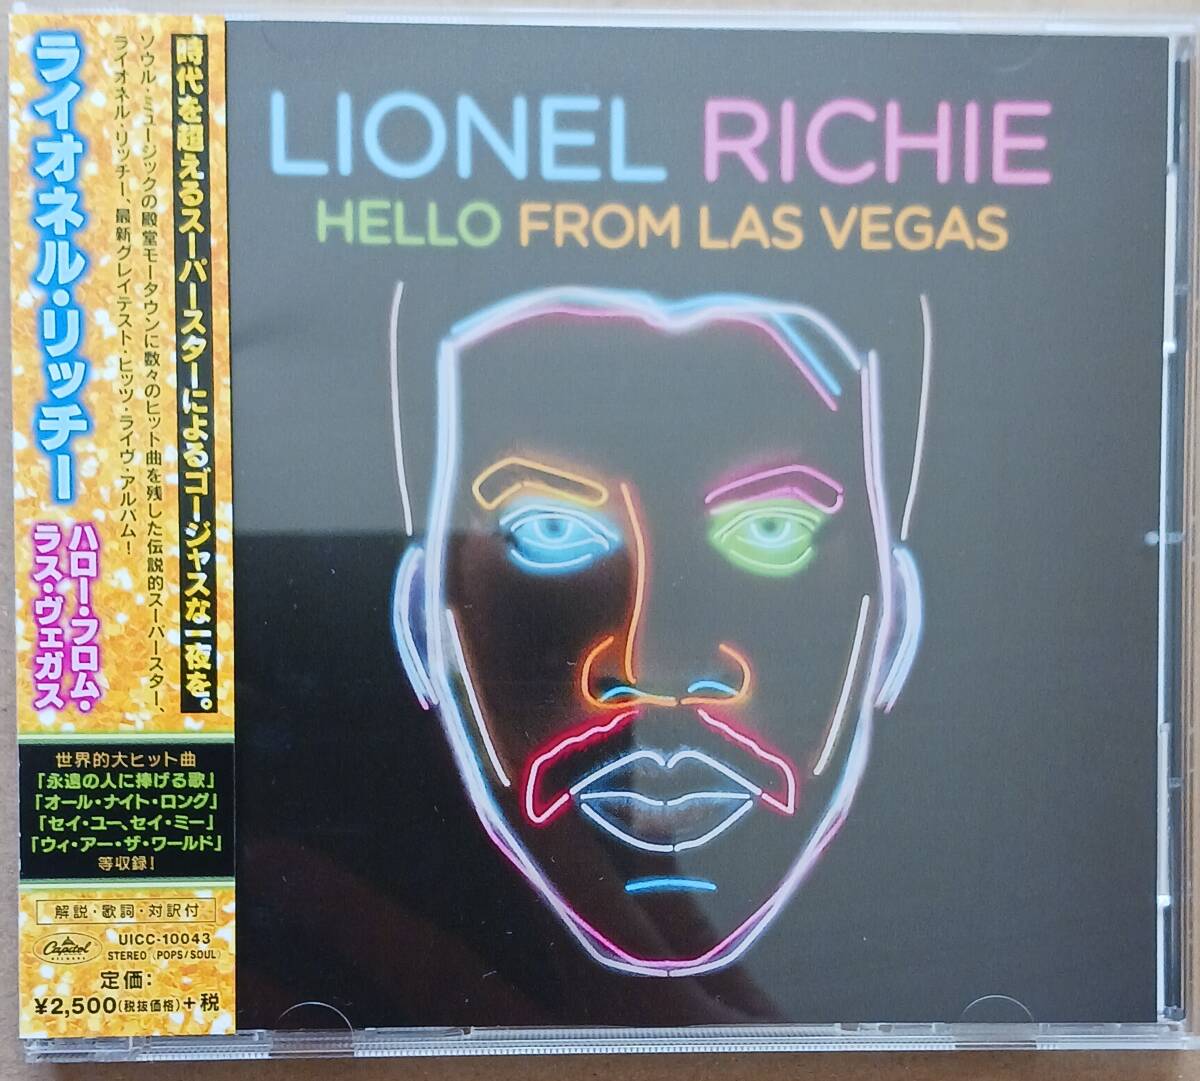 時代を超えるスーパースターによるゴージャスな一夜を。
ソウル・ミュージックの殿堂モータウンに数々のヒット曲を残した伝説的スーパースター、
ライオネル・リッチー、最新グレイテスト・ヒッツ・ライヴ・アルバム！
ライオネル・リッチー
ハロー・フロム・
ラス・ヴェガス
世界的大ヒット曲
「永遠の人に捧げる歌」
「オール・ナイト・ロング」
「セイ・ユー、セイ・ミー」
「ウィ・アー・ザ・ワールド」
等収録！
解説・歌詞・対訳付
Capitol
RECORDS
UICC-10043
STEREO (POPS/SOUL)
定価：
¥2,500(税抜価格)+税
LIONEL RICHIE
HELLO FROM LAS VEGAS